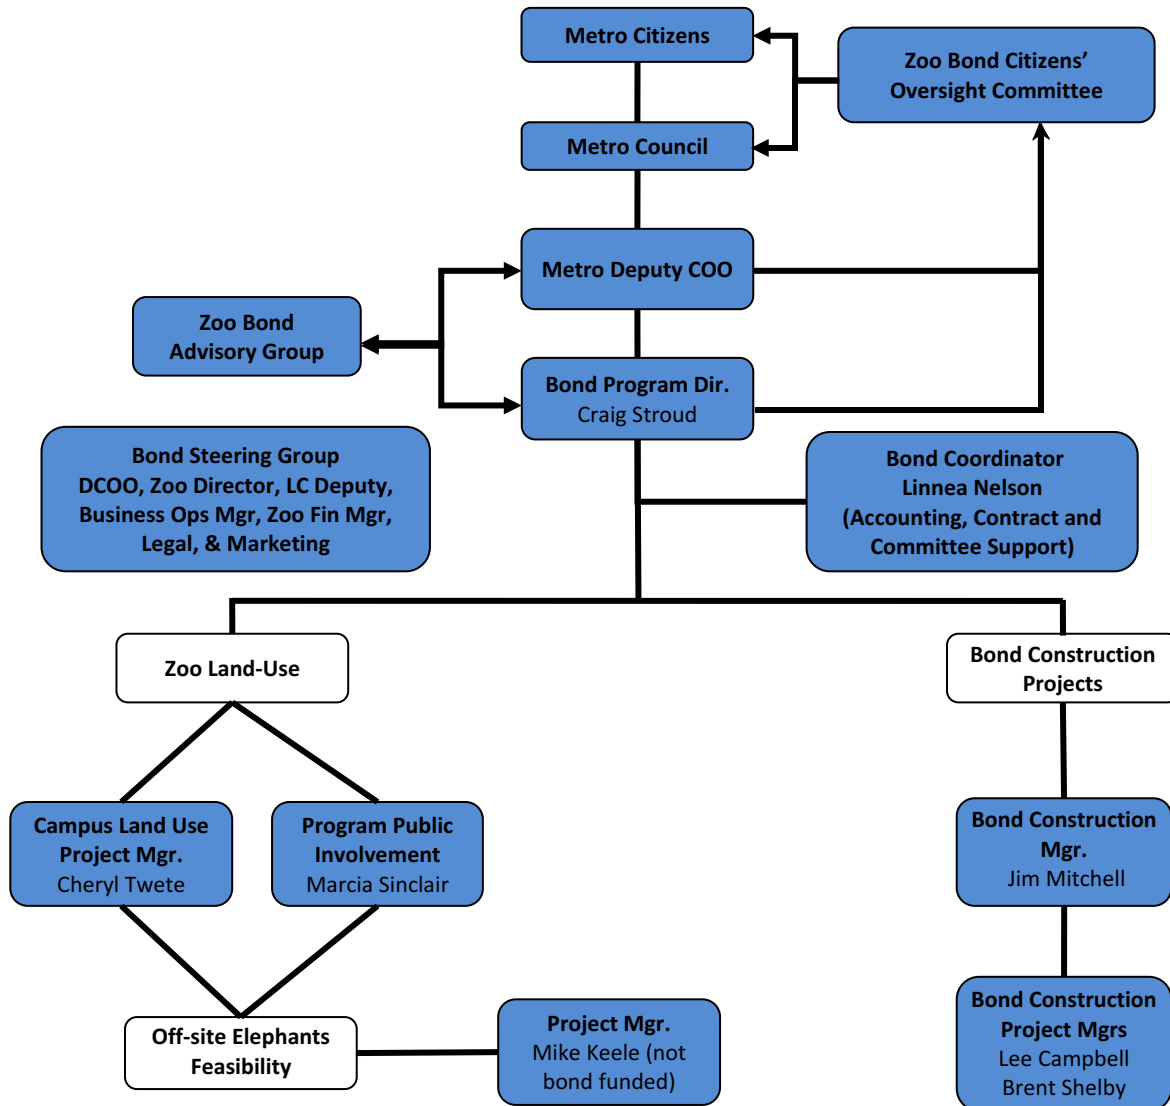 Metro Citizens
Zoo Bond Citizens’
Oversight Committee
Metro Council
Metro Deputy COO
Zoo Bond
Advisory Group
Bond Program Dir.
Craig Stroud
Bond Steering Group
DCOO, Zoo Director, LC Deputy,
Business Ops Mgr, Zoo Fin Mgr,
Legal, & Marketing
Bond Coordinator
Linnea Nelson
(Accounting, Contract and
Committee Support)
Zoo Land-Use
Bond Construction
Projects
Campus Land Use
Project Mgr.
Cheryl Twete
Program Public
Involvement
Marcia Sinclair
Bond Construction
Mgr.
Jim Mitchell
Off-site Elephants
Feasibility
Project Mgr.
Mike Keele (not
bond funded)
Bond Construction
Project Mgrs
Lee Campbell
Brent Shelby